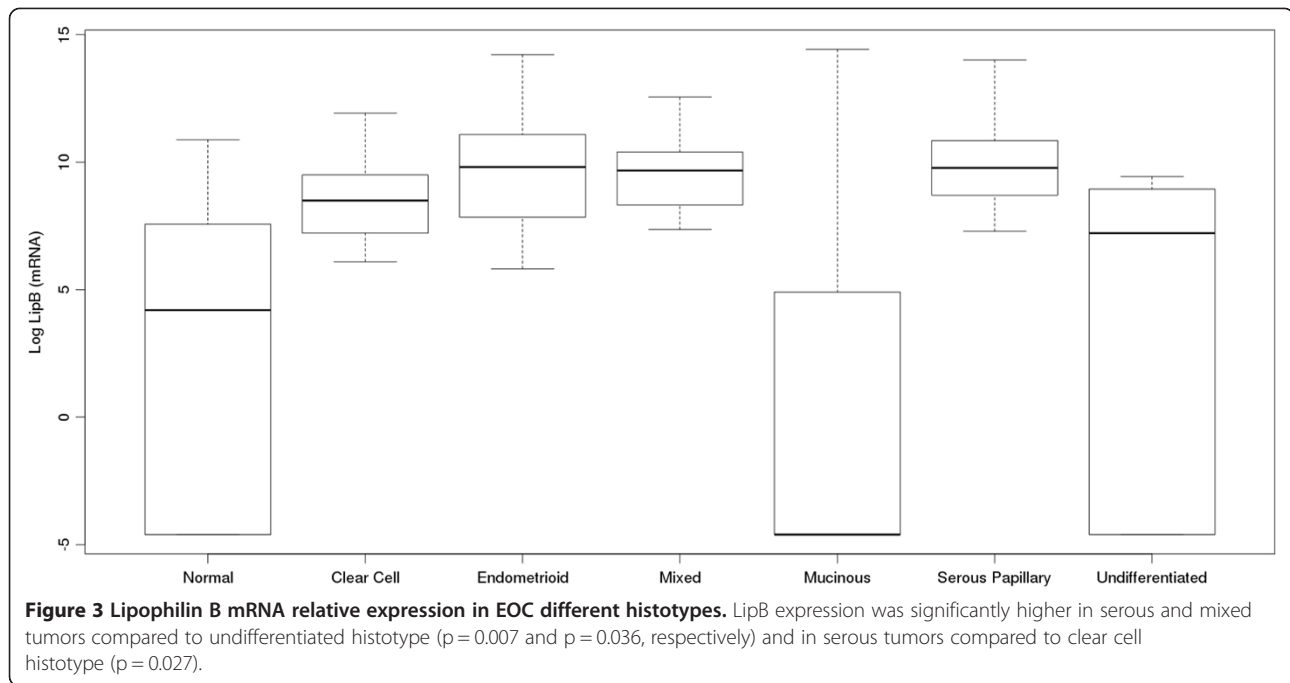 15
10
5
0
-5
Log LipB (mRNA)
Normal Clear Cell Endometrioid Mixed Mucinous Serous Papillary Undifferentiated
Figure 3 Lipophilin B mRNA relative expression in EOC different histotypes. LipB expression was significantly higher in serous and mixed
tumors compared to undifferentiated histotype (p = 0.007 and p = 0.036, respectively) and in serous tumors compared to clear cell
histotype (p = 0.027).